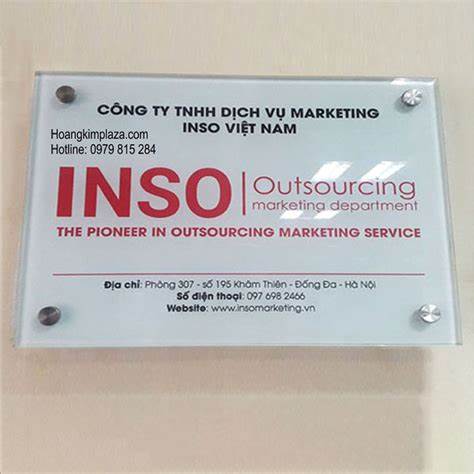 CÔNG TY TNHH DỊCH VỤ MARKETING
INSO VIỆT NAM
Hoangkimplaza.com
Hotline: 0979 815 284
INSO
Outsourcing
marketing department
THE PIONEER IN OUTSOURCING MARKETING SERVICE
Địa chỉ: Phòng 307 - số 195 Khâm Thiên - Đống Đa - Hà Nội
Số điện thoại: 097 698 2466
Website: www.insomarketing.vn